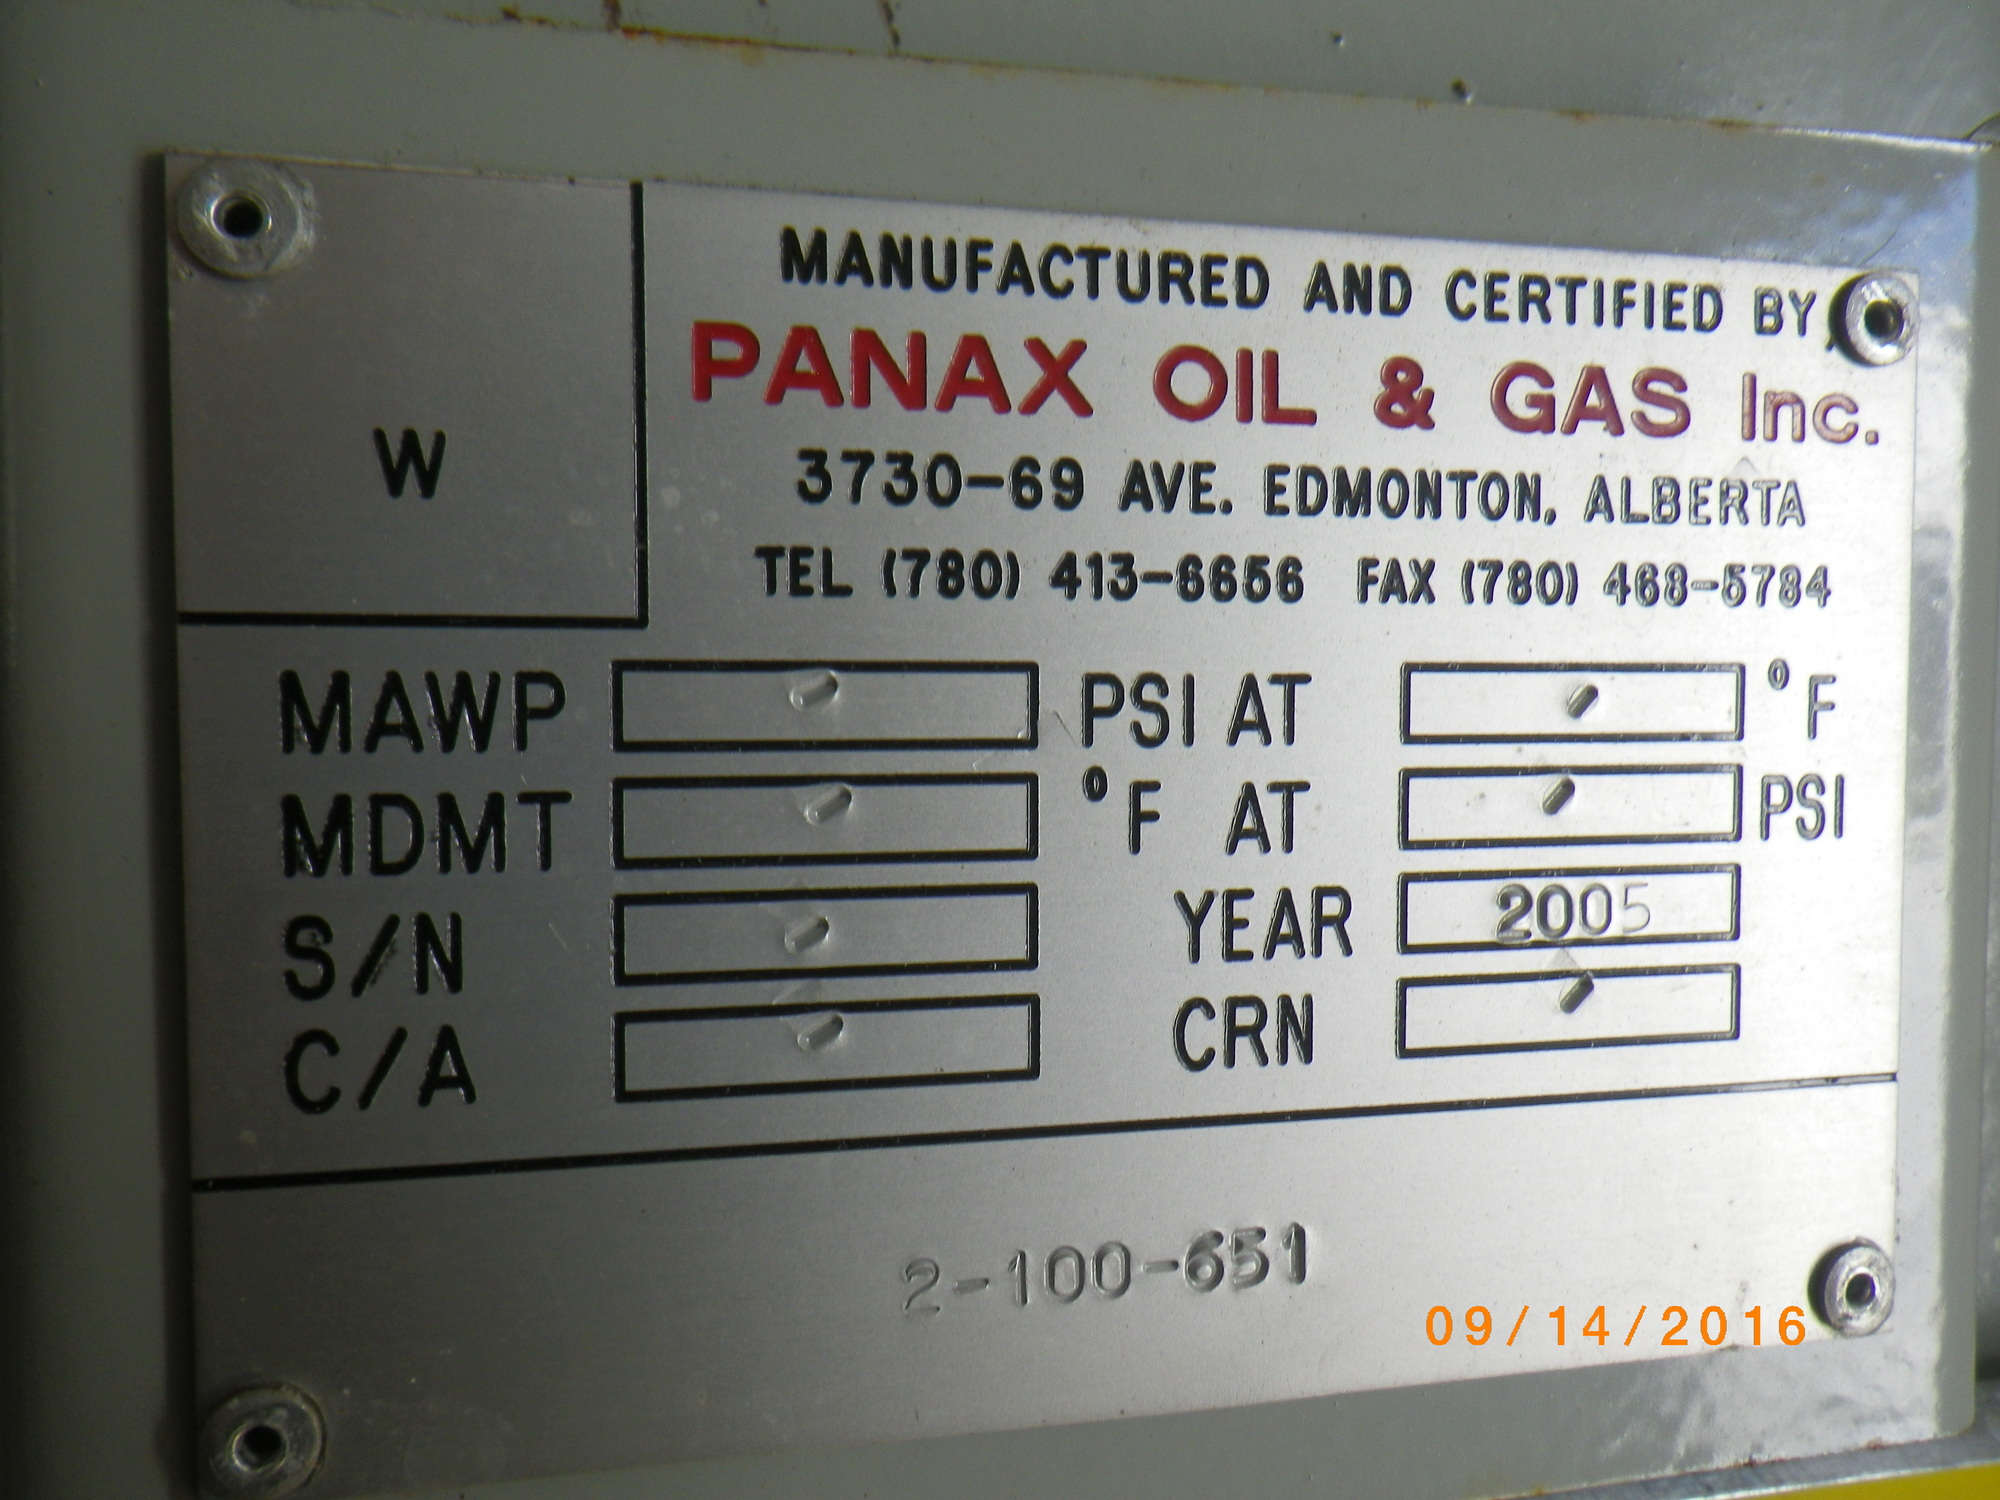 MANUFACTURED AND CERTIFIED BY
PANAX OIL & GAS Inc.
W
3730-69 AVE. EDMONTON, ALBERTA
TEL (780) 413-6656 FAX (780) 468-5784
MAWP - PSI AT - °F
MDMT - °F AT - PSI
S/N - YEAR 2005
C/A - CRN -
2-100-651
09/14/2016